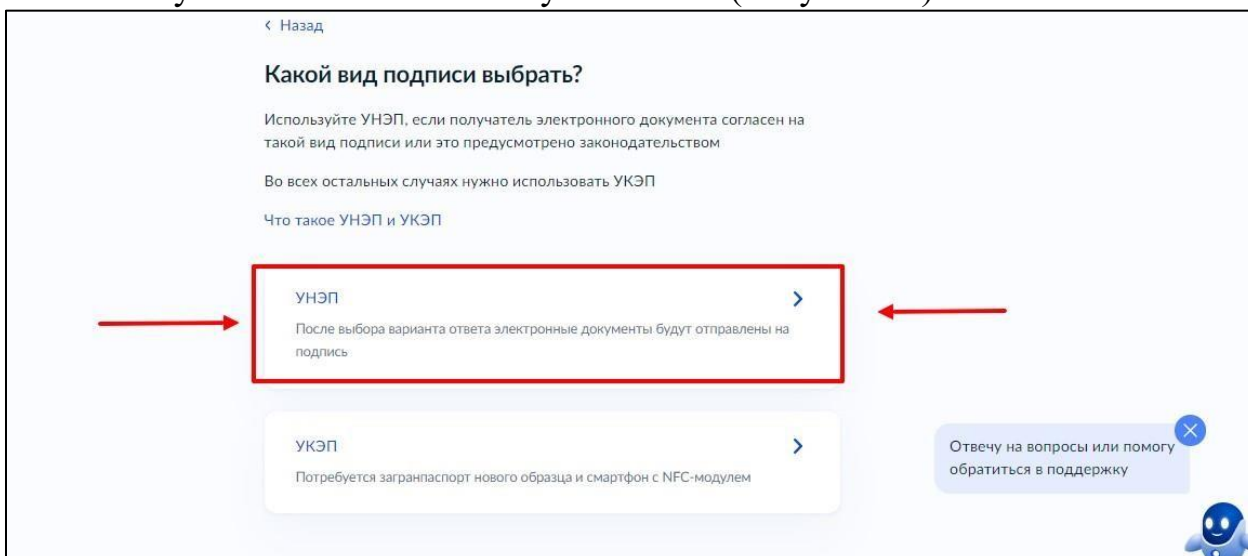 Назад
Какой вид подписи выбрать?
Используйте УНЭП, если получатель электронного документа согласен на
такой вид подписи или это предусмотрено законодательством
Во всех остальных случаях нужно использовать УКЭП
Что такое УНЭП и УКЭП
УНЭП
После выбора варианта ответа электронные документы будут отправлены на
подпись
УКЭП
Потребуется загранпаспорт нового образца и смартфон с NFC-модулем
Отвечу на вопросы или помогу
обратиться в поддержку